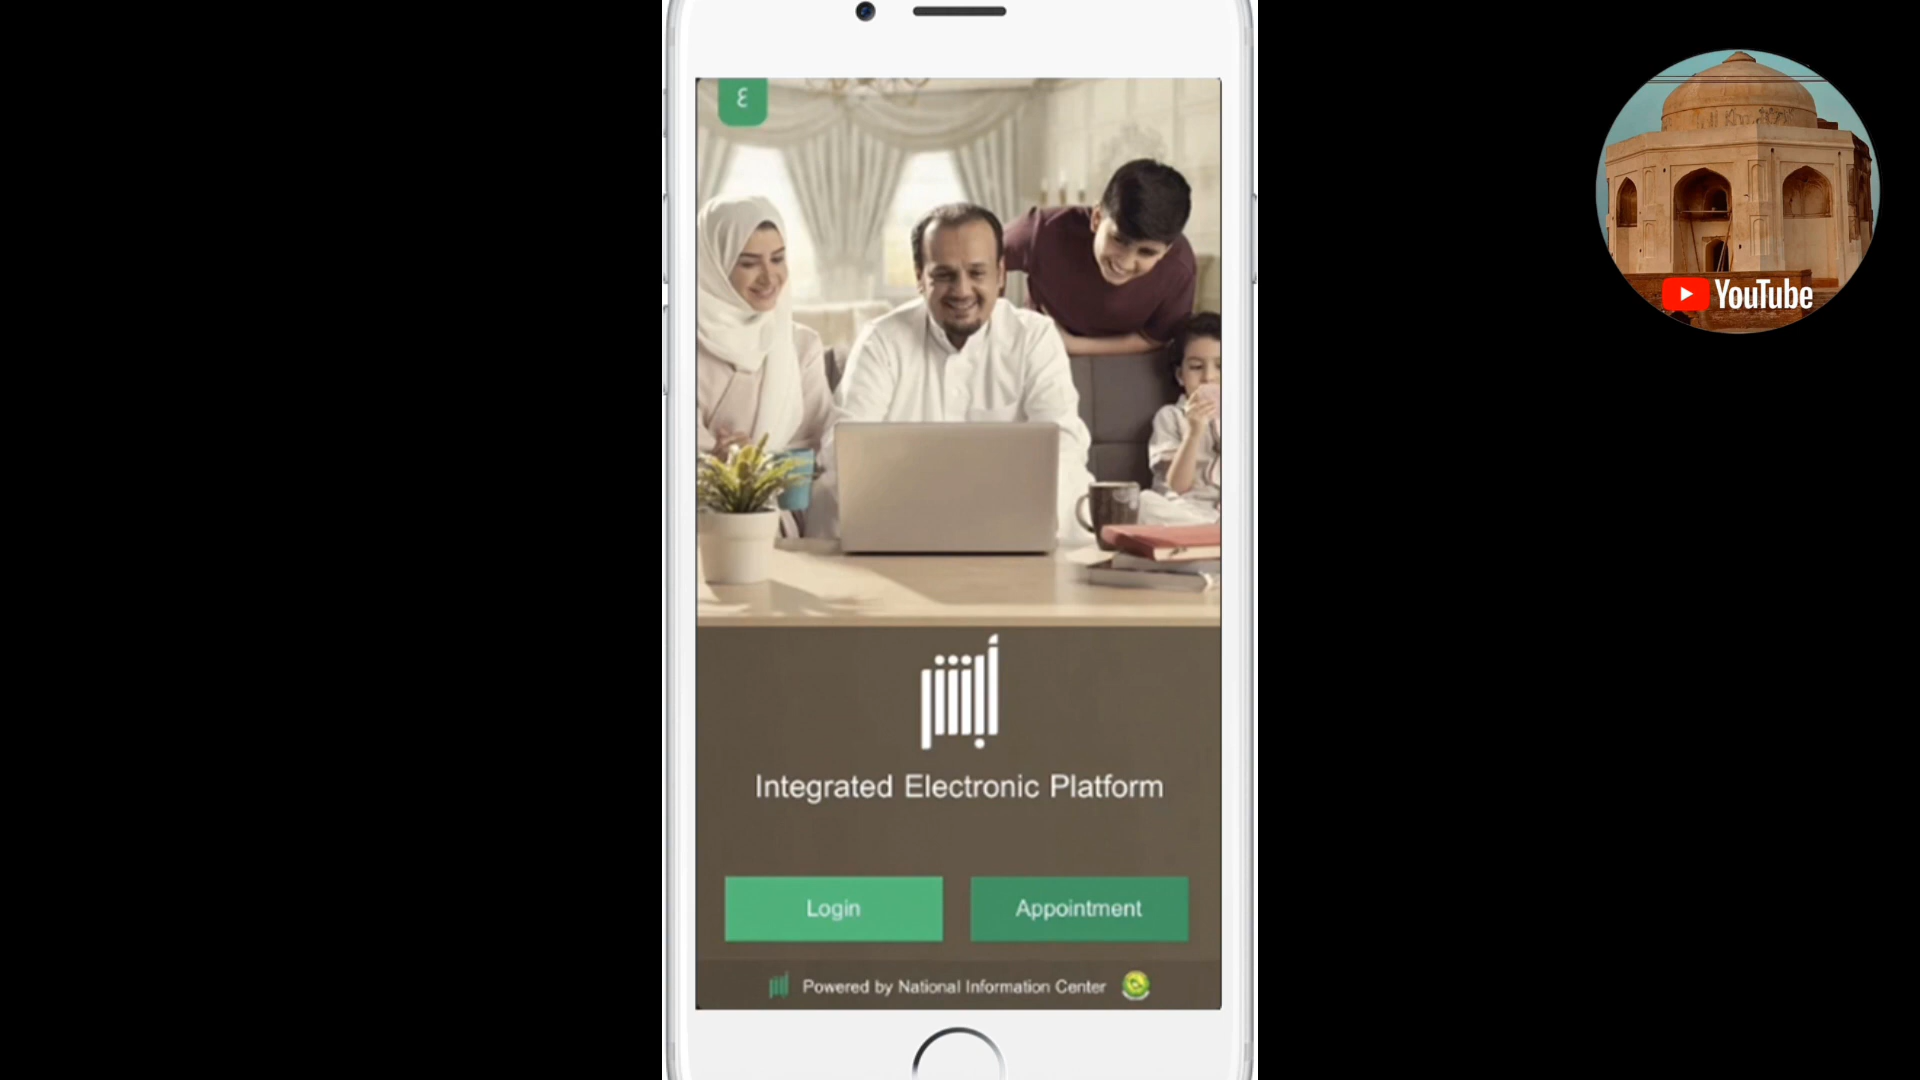 ع
YouTube
أبشر
Integrated Electronic Platform
Login
Appointment
Powered by National Information Center